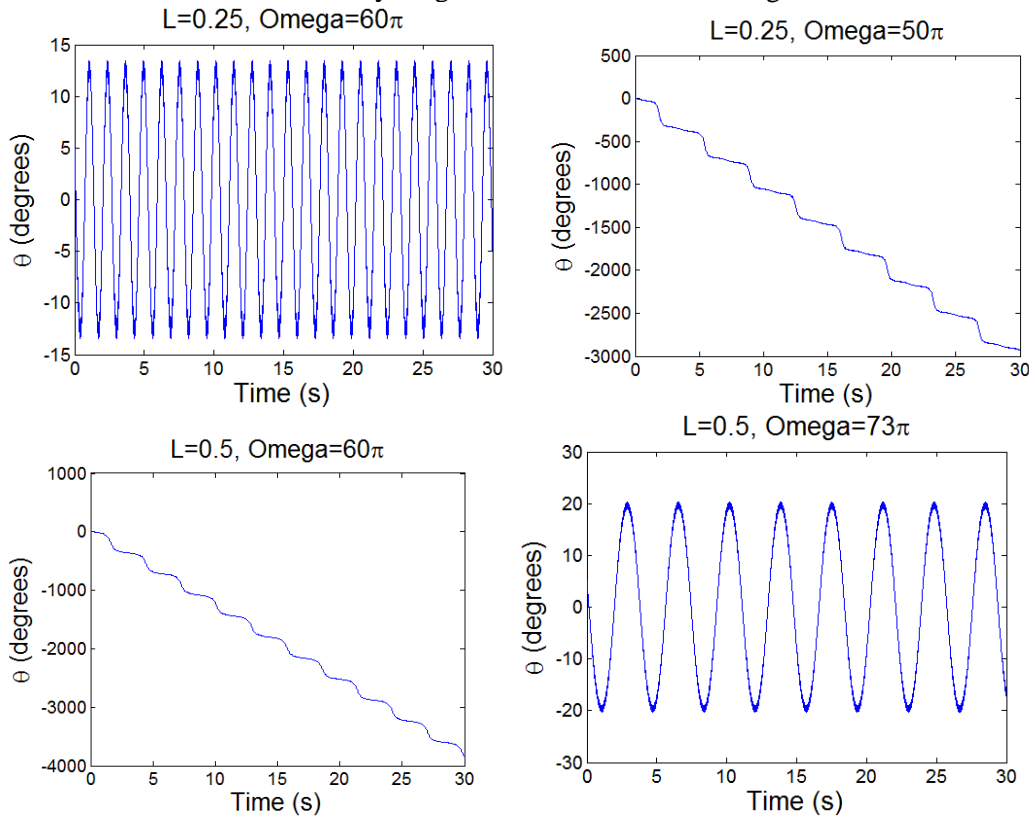 L=0.25, Omega=60π
15
10
5
0
-5
-10
-15
0 5 10 15 20 25 30
θ (degrees)
Time (s)
L=0.25, Omega=50π
500
0
-500
-1000
-1500
-2000
-2500
-3000
0 5 10 15 20 25 30
θ (degrees)
Time (s)
L=0.5, Omega=60π
1000
0
-1000
-2000
-3000
-4000
0 5 10 15 20 25 30
θ (degrees)
Time (s)
L=0.5, Omega=73π
30
20
10
0
-10
-20
-30
0 5 10 15 20 25 30
θ (degrees)
Time (s)